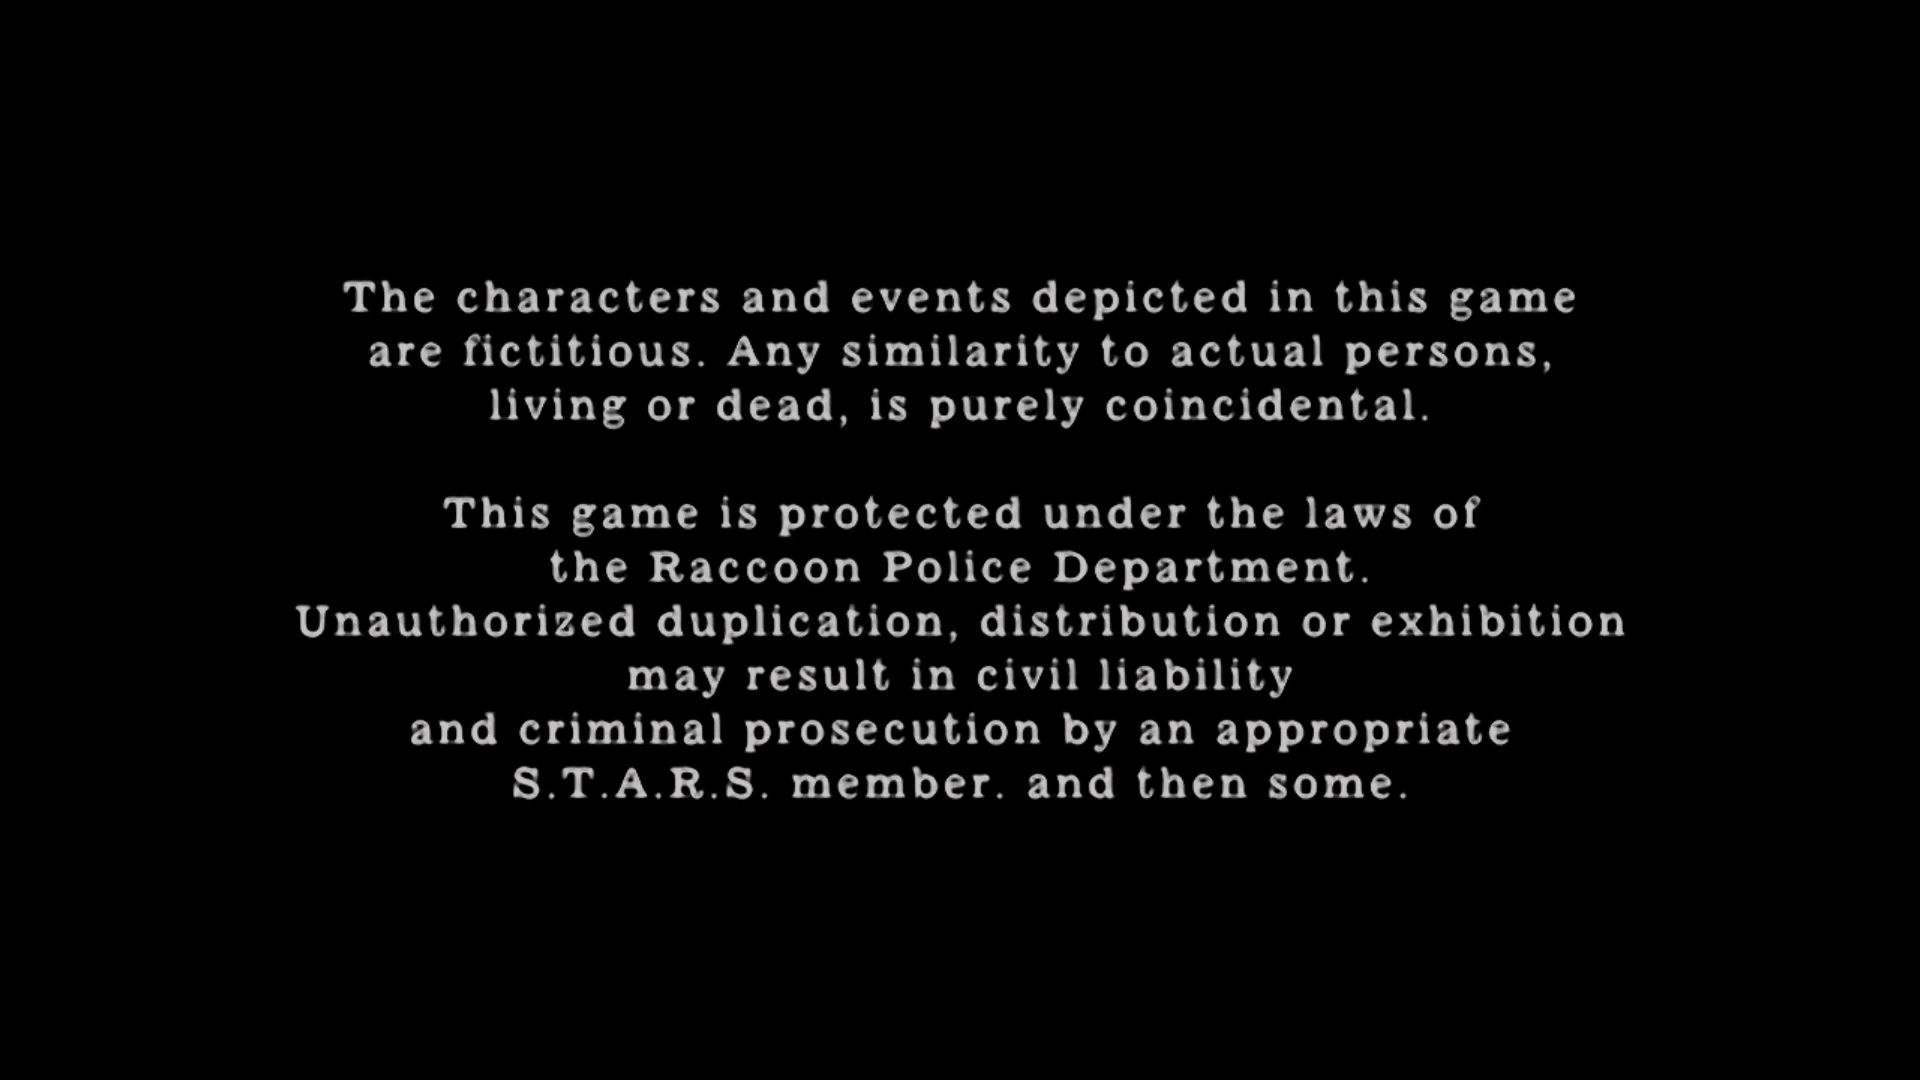 The characters and events depicted in this game
are fictitious. Any similarity to actual persons,
living or dead, is purely coincidental.
This game is protected under the laws of
the Raccoon Police Department.
Unauthorized duplication, distribution or exhibition
may result in civil liability
and criminal prosecution by an appropriate
S.T.A.R.S. member. and then some.